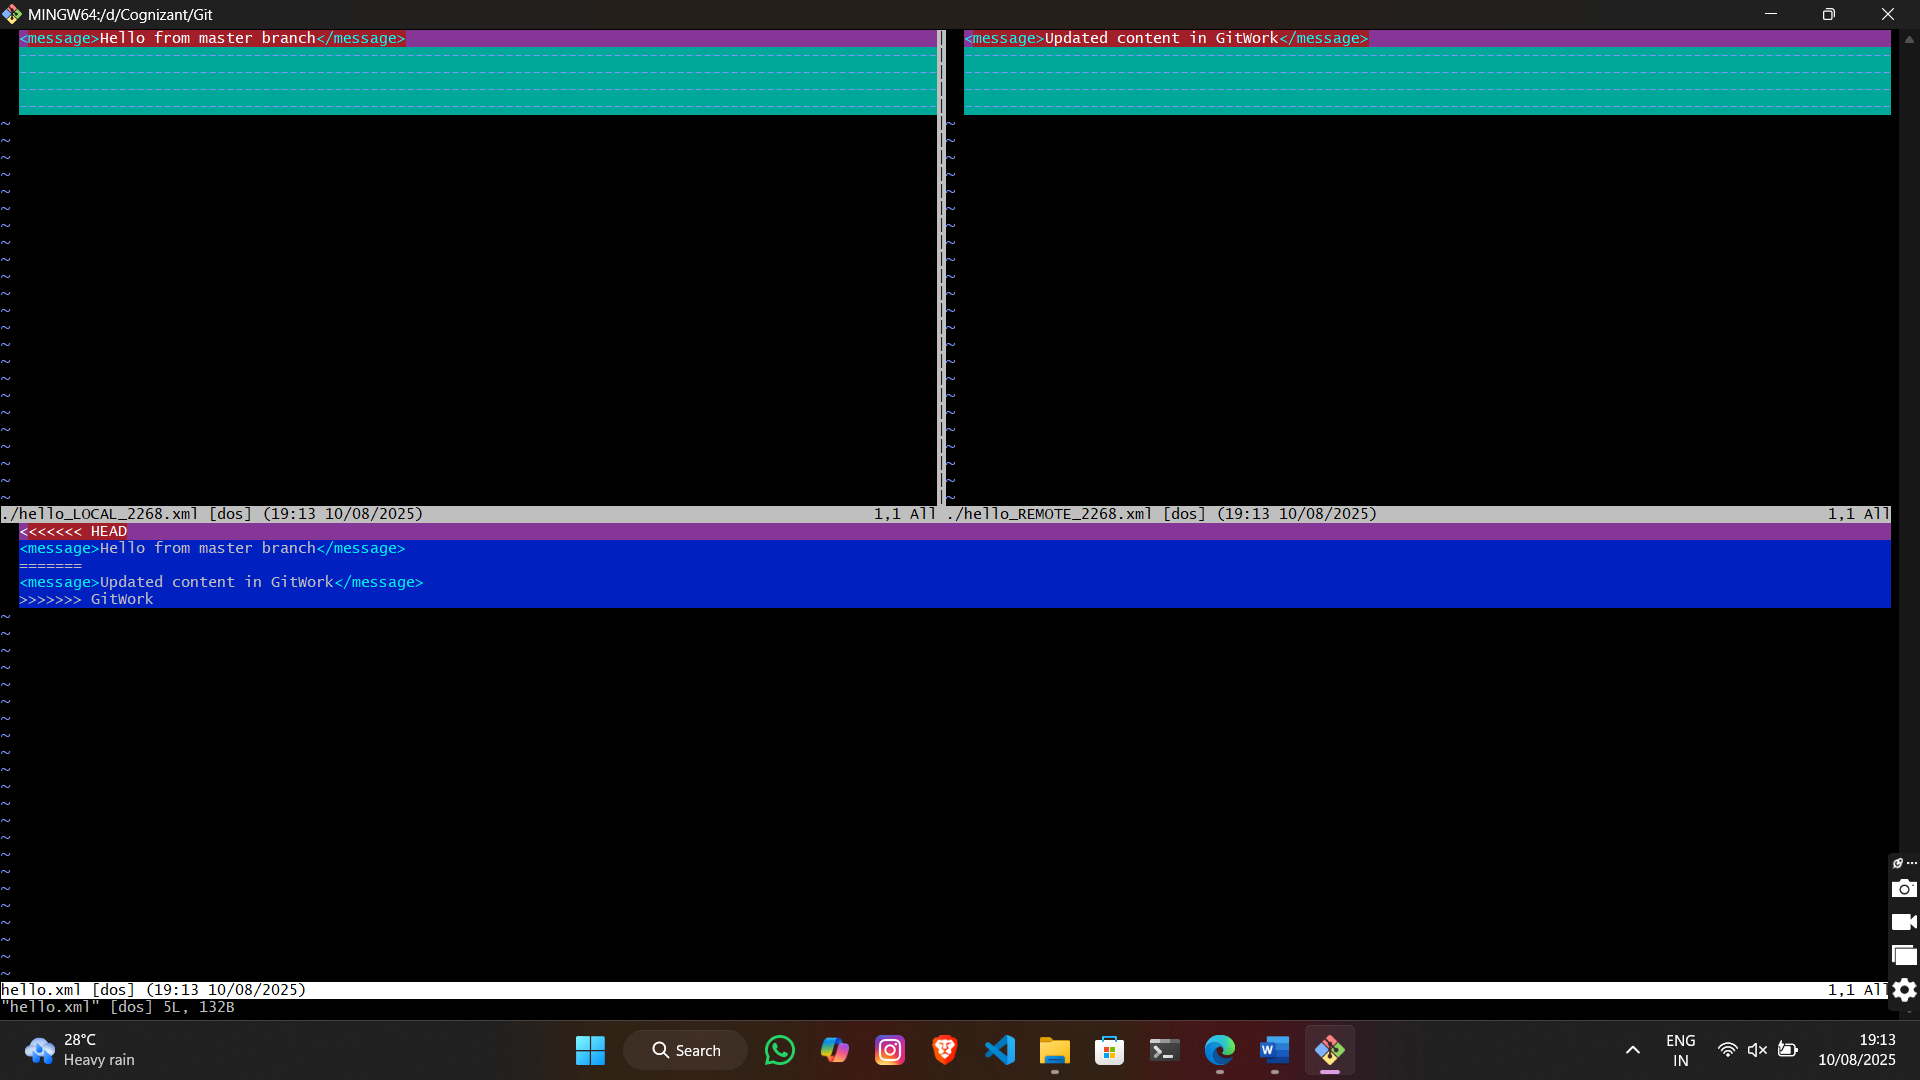 MINGW64:/d/Cognizant/Git
<message>Hello from master branch</message>
<message>Updated content in GitWork</message>
./hello_LOCAL_2268.xml [dos] (19:13 10/08/2025) 1,1 All
./hello_REMOTE_2268.xml [dos] (19:13 10/08/2025) 1,1 All
<<<<<<< HEAD
<message>Hello from master branch</message>
=======
<message>Updated content in GitWork</message>
>>>>>>> GitWork
hello.xml [dos] (19:13 10/08/2025) 1,1 All
"hello.xml" [dos] 5L, 132B
28°C
Heavy rain
Search
ENG
IN
19:13
10/08/2025